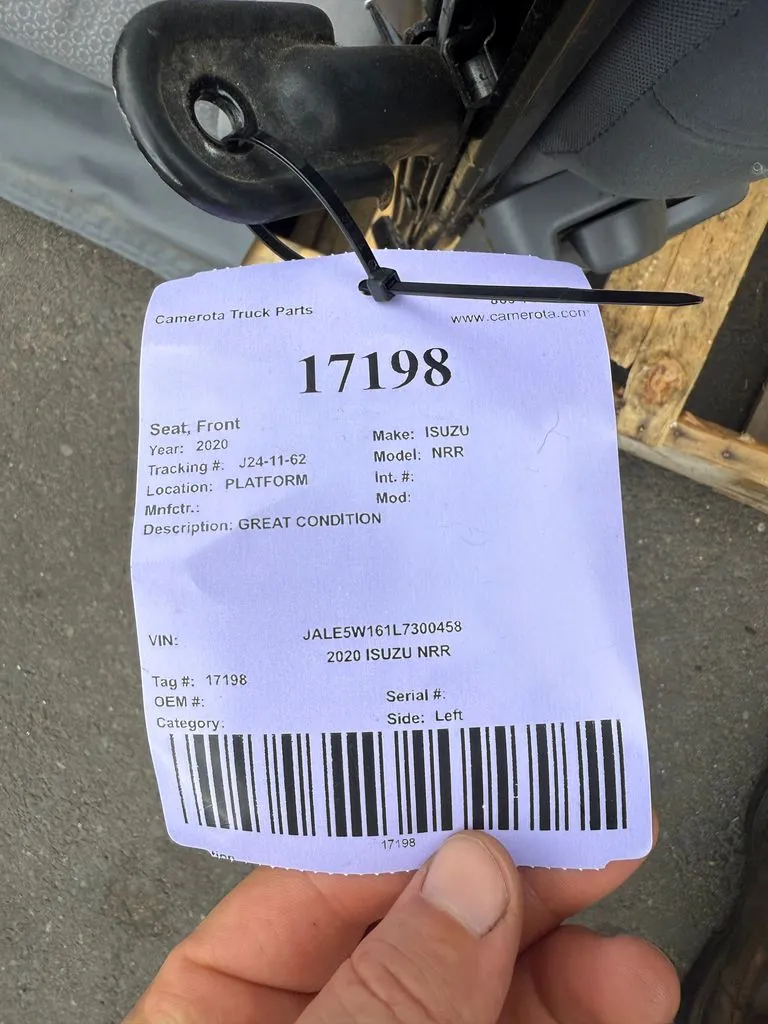 Camerota Truck Parts
www.camerota.com
17198
Seat, Front
Year: 2020
Make: ISUZU
Tracking #: J24-11-62
Model: NRR
Location: PLATFORM
Int. #:
Mnfctr.:
Mod:
Description: GREAT CONDITION
VIN: JALE5W161L7300458
2020 ISUZU NRR
Tag #: 17198
OEM #:
Serial #:
Category:
Side: Left
17198